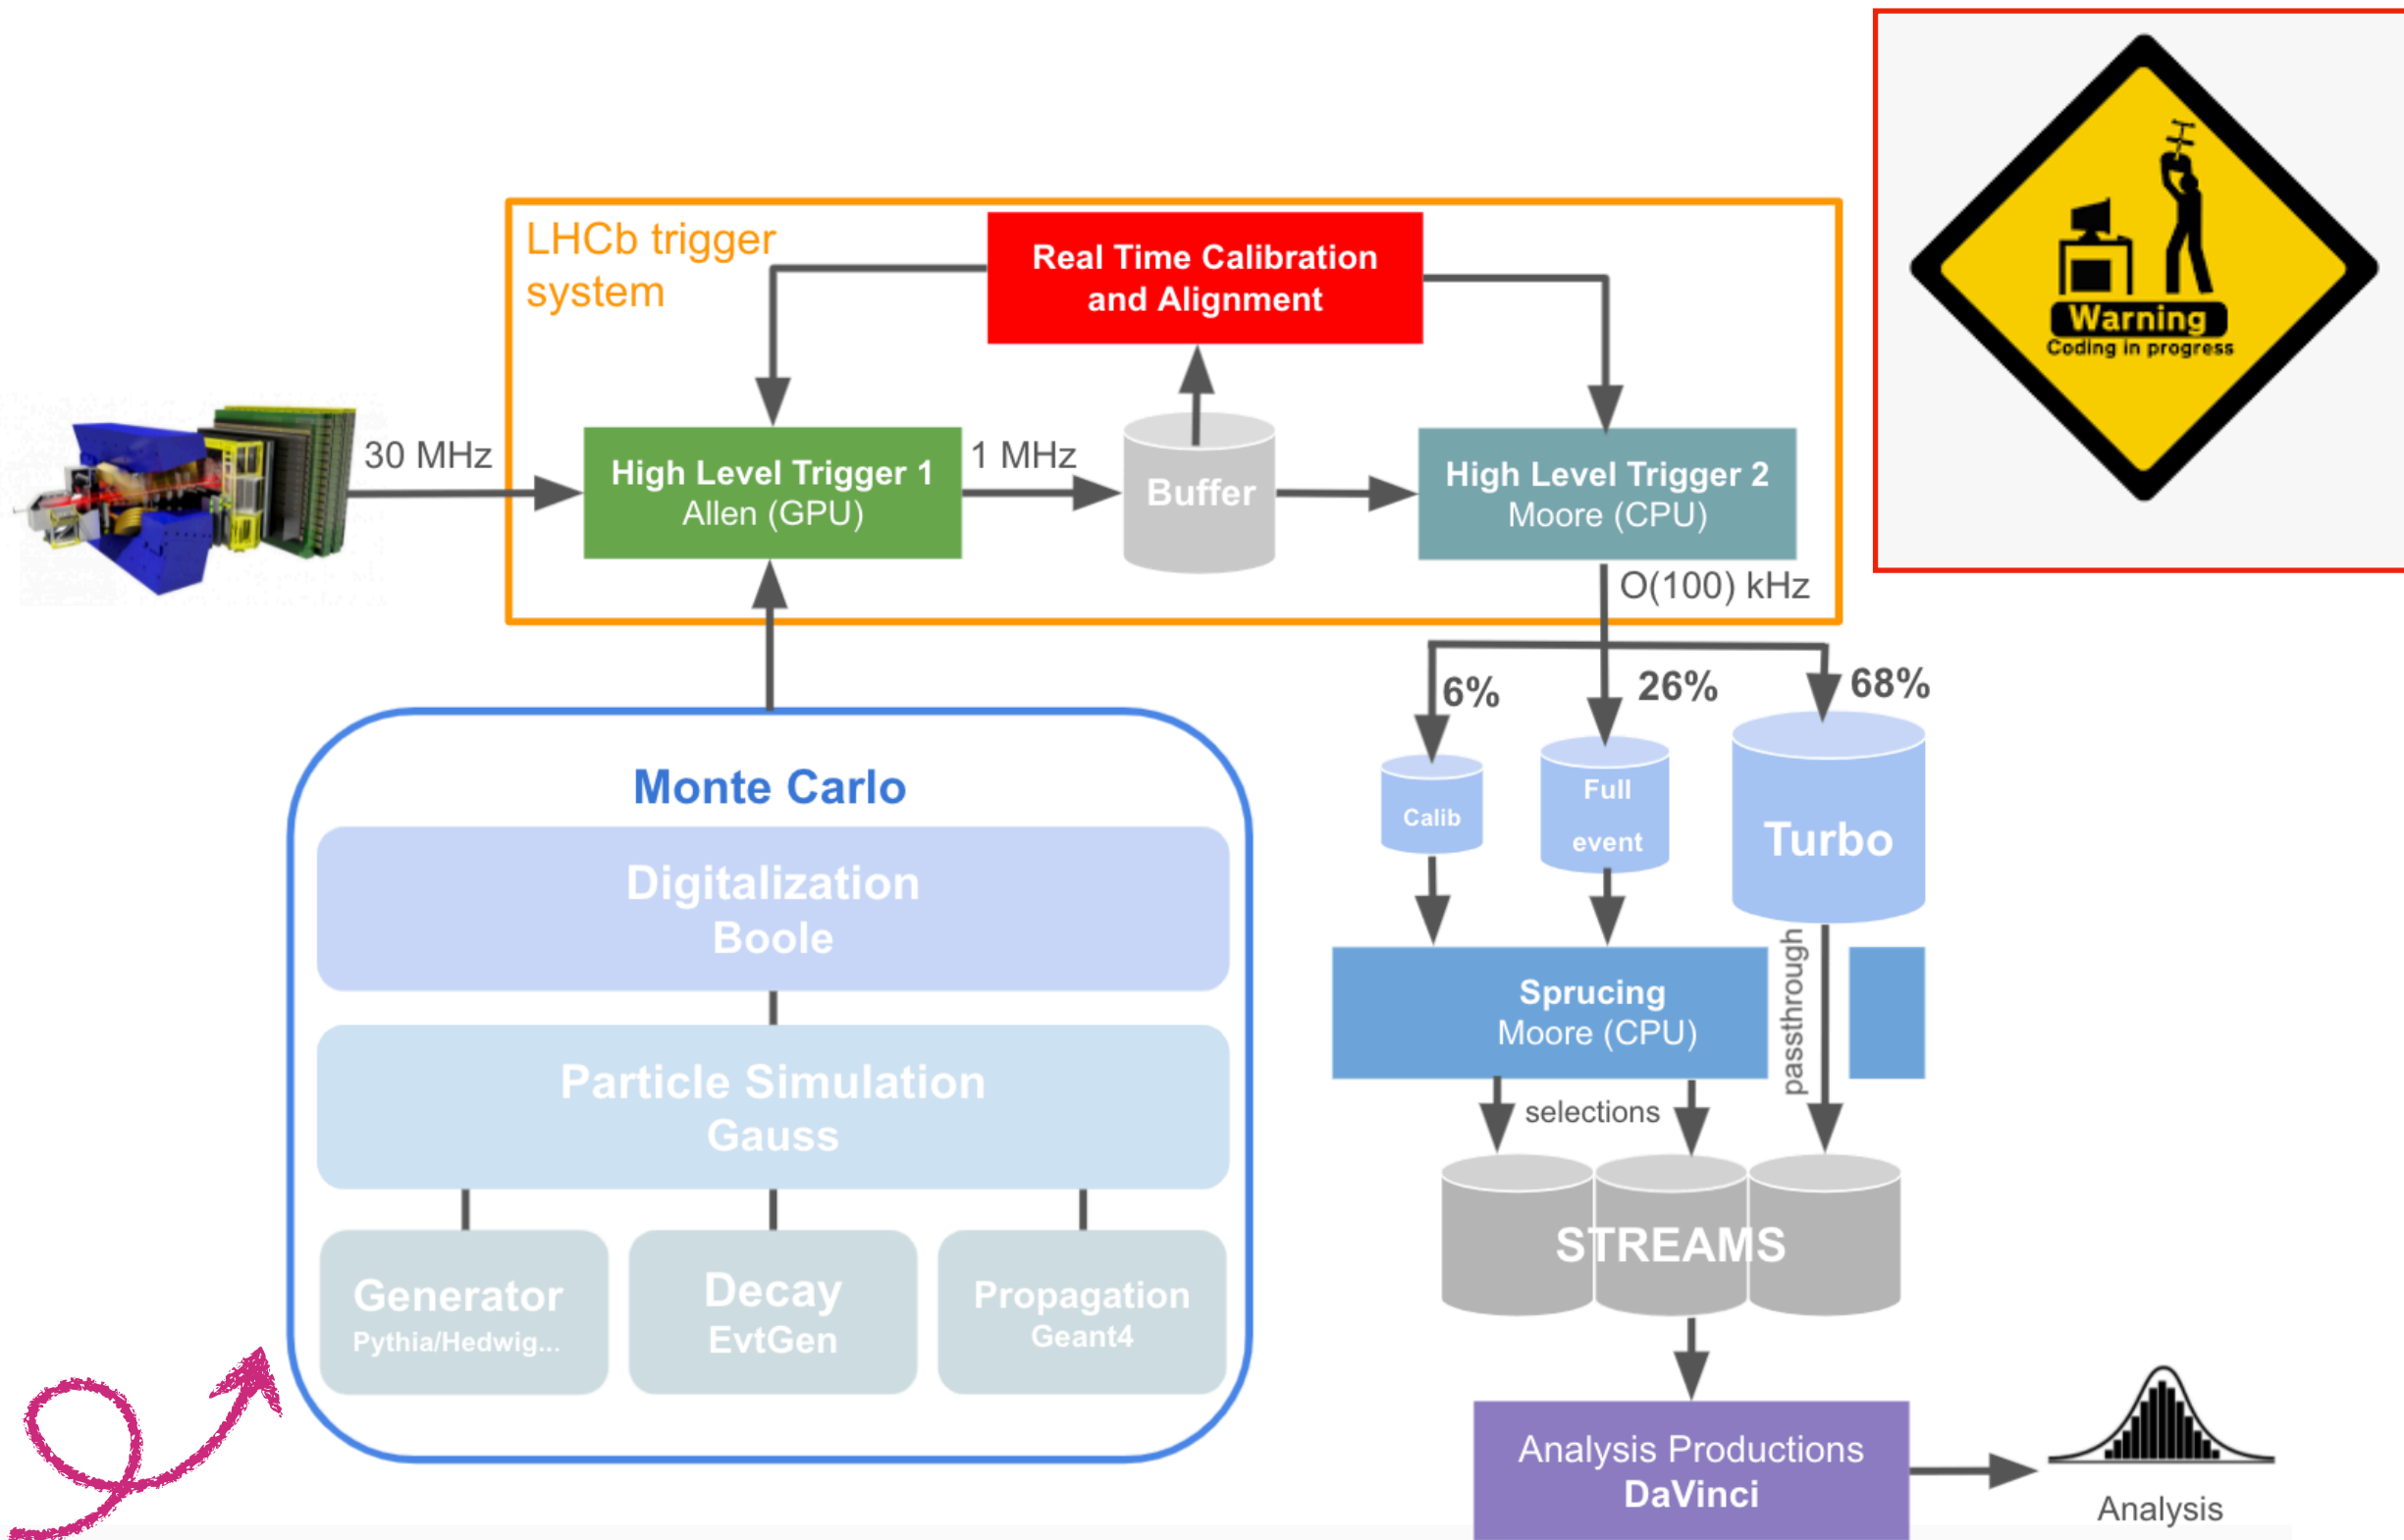 LHCb trigger
system
Real Time Calibration
and Alignment
Warning
Coding in progress
30 MHz
High Level Trigger 1
Allen (GPU)
1 MHz
Buffer
High Level Trigger 2
Moore (CPU)
O(100) kHz
6%
26%
68%
Calib
Full
event
Turbo
Monte Carlo
Digitalization
Boole
Particle Simulation
Gauss
Generator
Pythia/Hedwig...
Decay
EvtGen
Propagation
Geant4
Sprucing
Moore (CPU)
passthrough
selections
STREAMS
Analysis Productions
DaVinci
Analysis